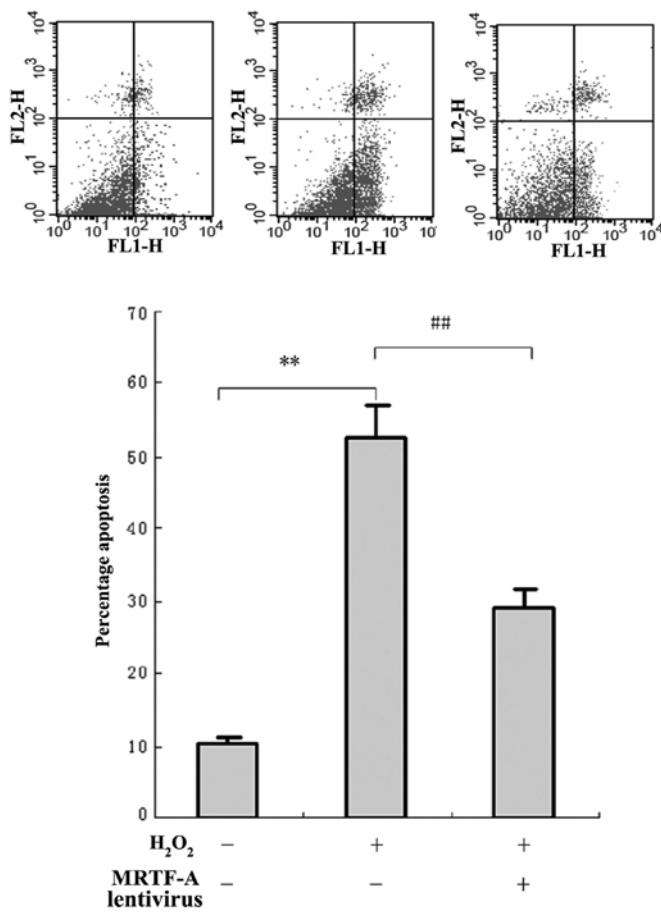 10⁴ 10³ 10² 10¹ 10⁰
FL2-H
10⁰ 10¹ 10² 10³ 10⁴
FL1-H
10⁴ 10³ 10² 10¹ 10⁰
FL2-H
10⁰ 10¹ 10² 10³ 10⁴
FL1-H
10⁴ 10³ 10² 10¹ 10⁰
FL2-H
10⁰ 10¹ 10² 10³ 10⁴
FL1-H
Percentage apoptosis
70
60
50
40
30
20
10
0
**
##
H₂O₂ − + +
MRTF-A
lentivirus − − +